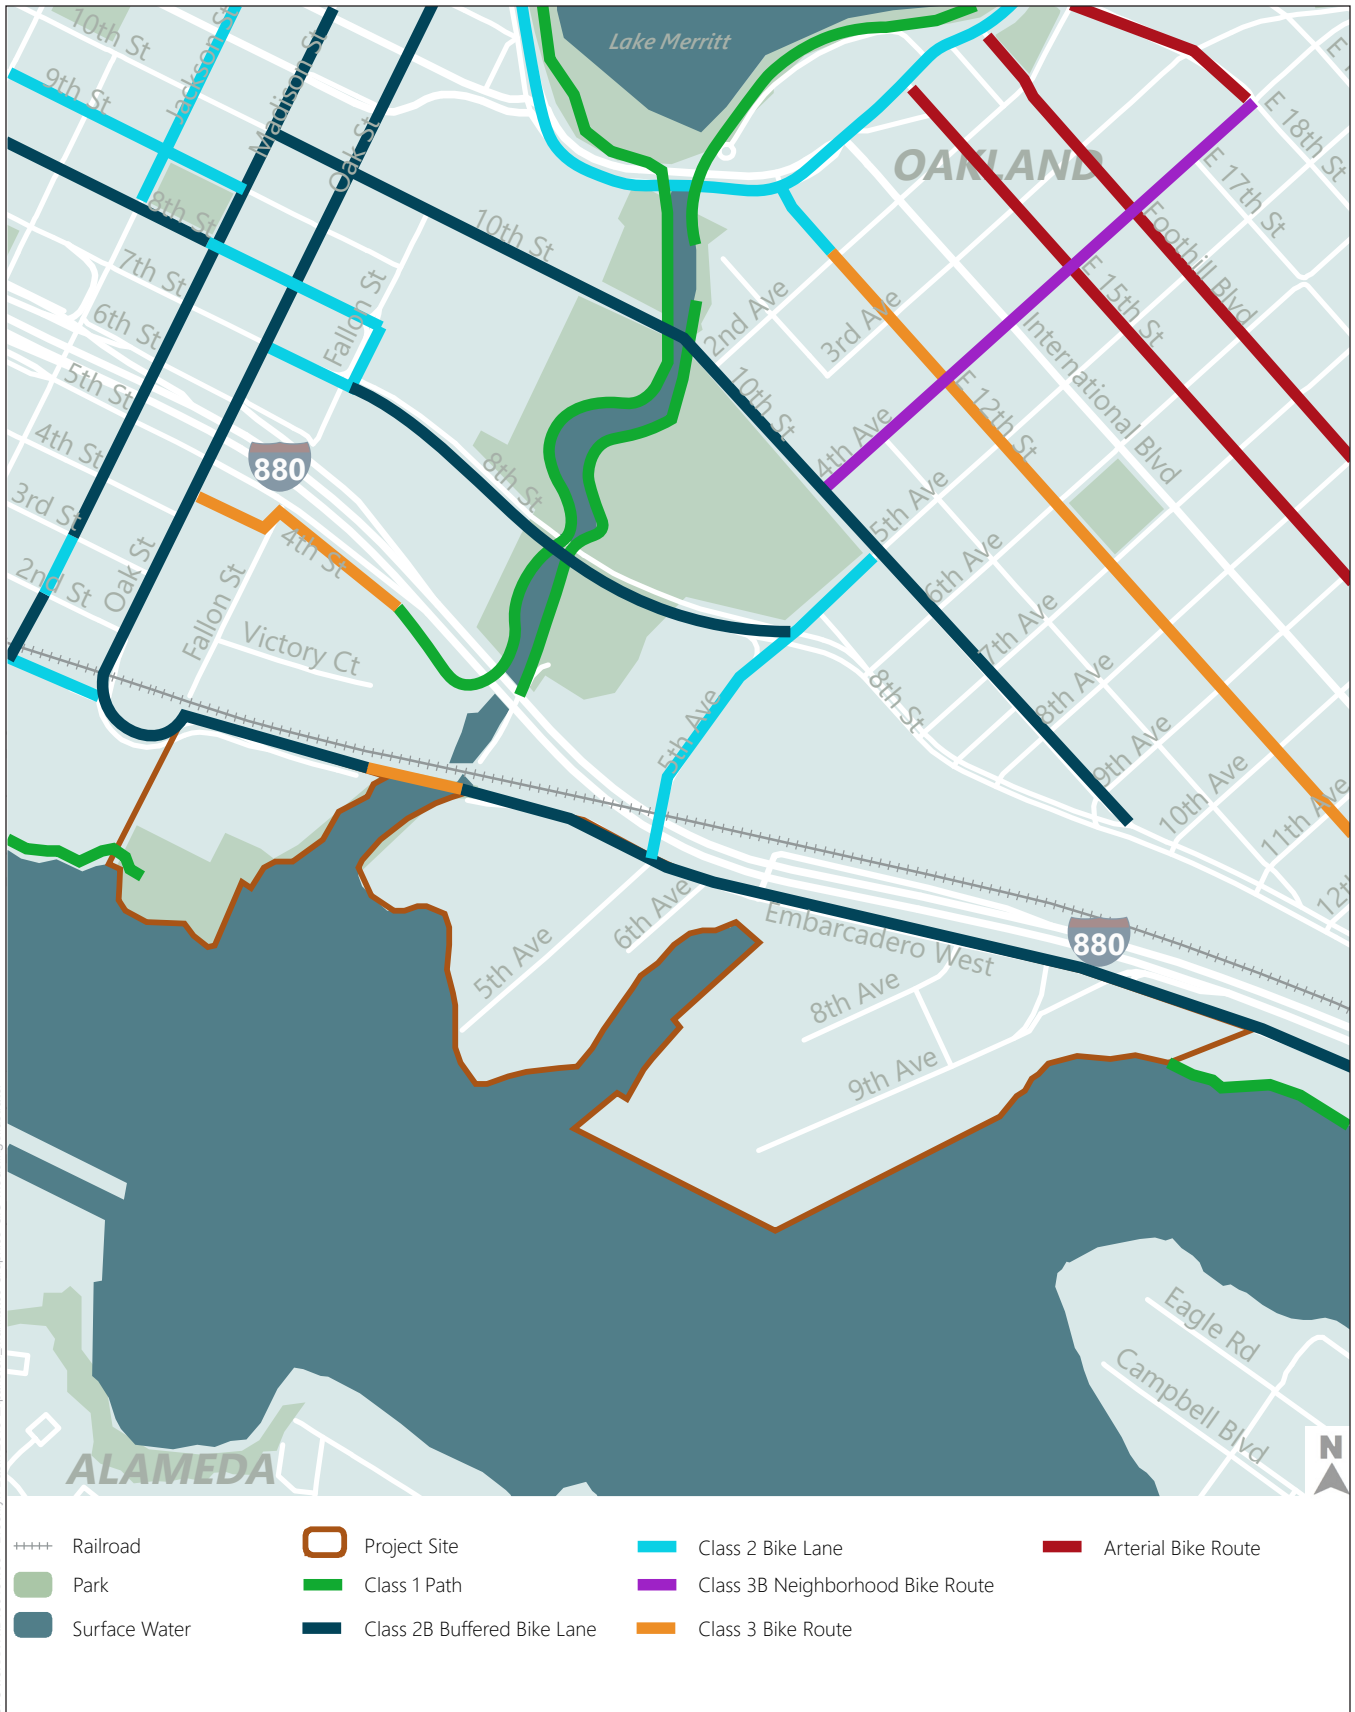 Lake Merritt
10th St
Jackson St
9th St
Madison St
Oak St
OAKLAND
E 18th St
E 17th St
Foothill Blvd
8th St
10th St
7th St
E 15th St
Fallon St
2nd Ave
3rd Ave
6th St
International Blvd
5th St
10th St
E 12th St
4th Ave
4th St
880
8th St
5th Ave
3rd St
4th St
6th Ave
2nd St
Oak St
Fallon St
7th Ave
Victory Ct
8th Ave
8th St
5th Ave
9th Ave
10th Ave
11th Ave
6th Ave
Embarcadero West
880
5th Ave
8th Ave
9th Ave
Eagle Rd
Campbell Blvd
ALAMEDA
N
Railroad
Project Site
Class 2 Bike Lane
Arterial Bike Route
Park
Class 1 Path
Class 3B Neighborhood Bike Route
Surface Water
Class 2B Buffered Bike Lane
Class 3 Bike Route